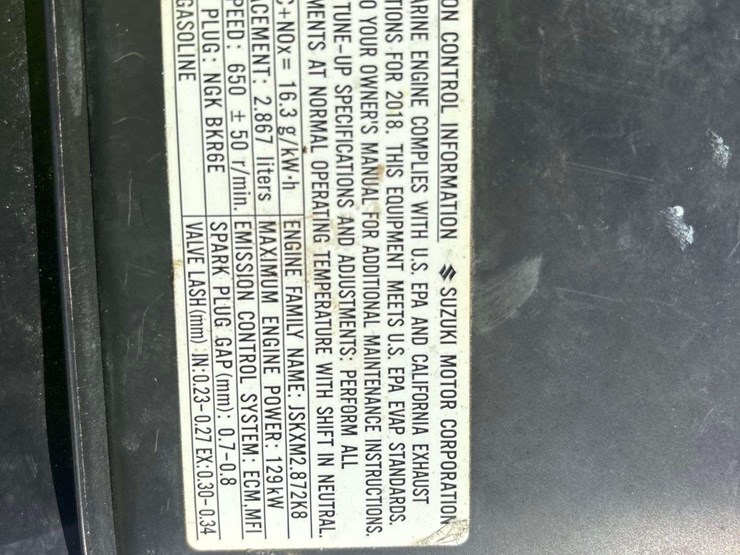 ON CONTROL INFORMATION SUZUKI MOTOR CORPORATION
ARINE ENGINE COMPLIES WITH U.S. EPA AND CALIFORNIA EXHAUST
TIONS FOR 2018. THIS EQUIPMENT MEETS U.S. EPA EVAP STANDARDS.
O YOUR OWNER'S MANUAL FOR ADDITIONAL MAINTENANCE INSTRUCTIONS.
TUNE-UP SPECIFICATIONS AND ADJUSTMENTS: PERFORM ALL
MENTS AT NORMAL OPERATING TEMPERATURE WITH SHIFT IN NEUTRAL.
C+NOx= 16.3 g/kW·h ENGINE FAMILY NAME: JSKXM2.872K8
CEMENT: 2.867 liters MAXIMUM ENGINE POWER: 129kW
PEED: 650 ±50 r/min. EMISSION CONTROL SYSTEM: ECM,MFI
PLUG: NGK BKR6E SPARK PLUG GAP (mm): 0.7-0.8
GASOLINE VALVE LASH(mm) IN:0.23-0.27 EX:0.30-0.34